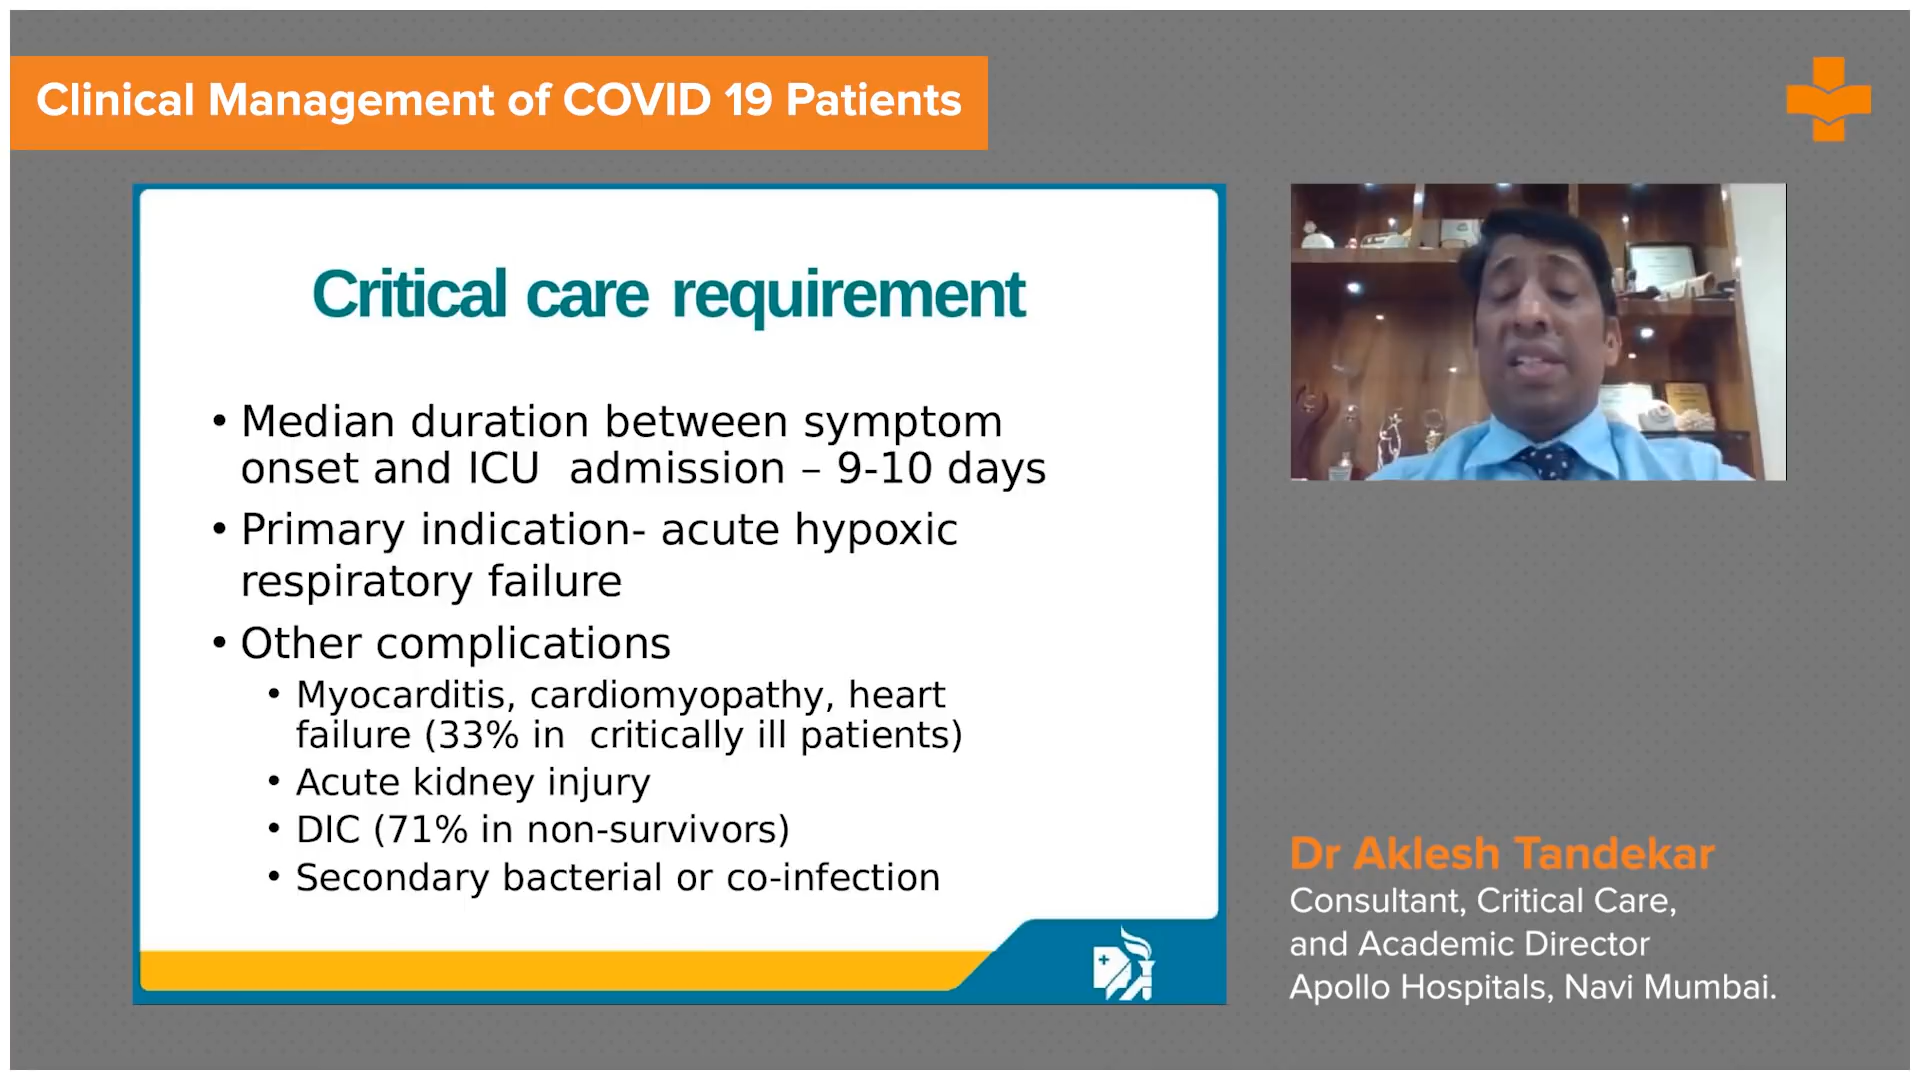 Clinical Management of COVID 19 Patients
Critical care requirement
• Median duration between symptom
onset and ICU admission – 9-10 days
• Primary indication- acute hypoxic
respiratory failure
• Other complications
• Myocarditis, cardiomyopathy, heart
failure (33% in critically ill patients)
• Acute kidney injury
• DIC (71% in non-survivors)
• Secondary bacterial or co-infection
Dr Aklesh Tandekar
Consultant, Critical Care,
and Academic Director
Apollo Hospitals, Navi Mumbai.